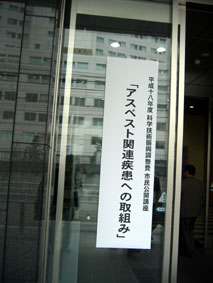 平成十八年度 科学技術振興調整費 市民公開講座
「アスベスト関連疾患への取組み」